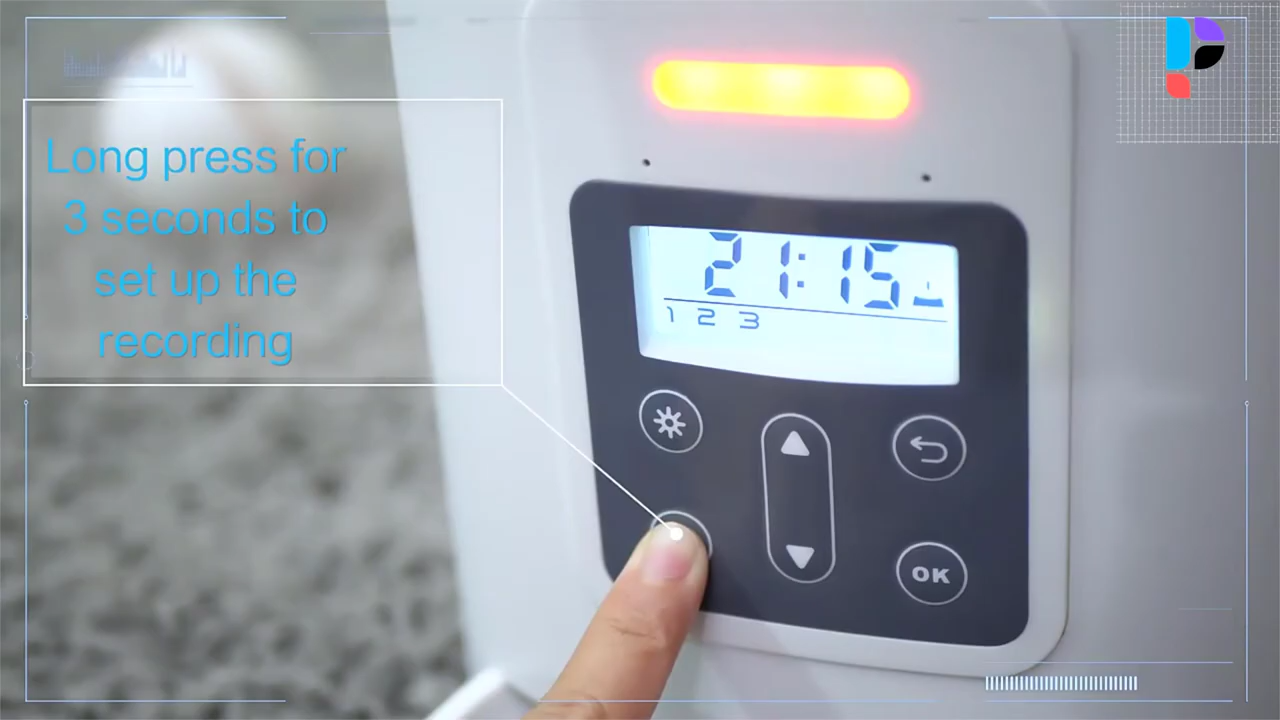 Long press for
3 seconds to
set up the
recording
21:15
1 2 3
OK